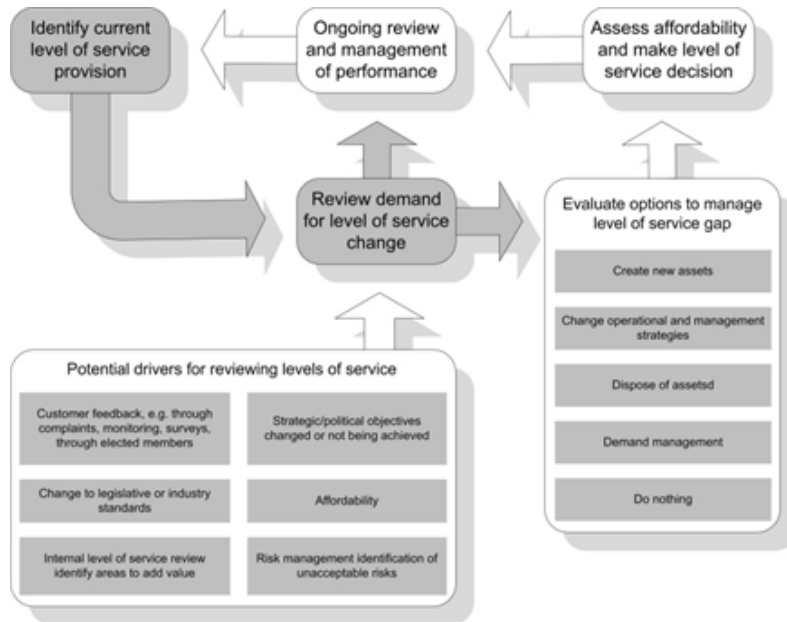 Identify current
level of service
provision
Ongoing review
and management
of performance
Assess affordability
and make level of
service decision
Review demand
for level of service
change
Evaluate options to manage
level of service gap
Create new assets
Change operational and management
strategies
Dispose of assetsd
Demand management
Do nothing
Potential drivers for reviewing levels of service
Customer feedback, e.g. through
complaints, monitoring, surveys,
through elected members
Strategic/political objectives
changed or not being achieved
Change to legislative or industry
standards
Affordability
Internal level of service review
identify areas to add value
Risk management identification of
unacceptable risks